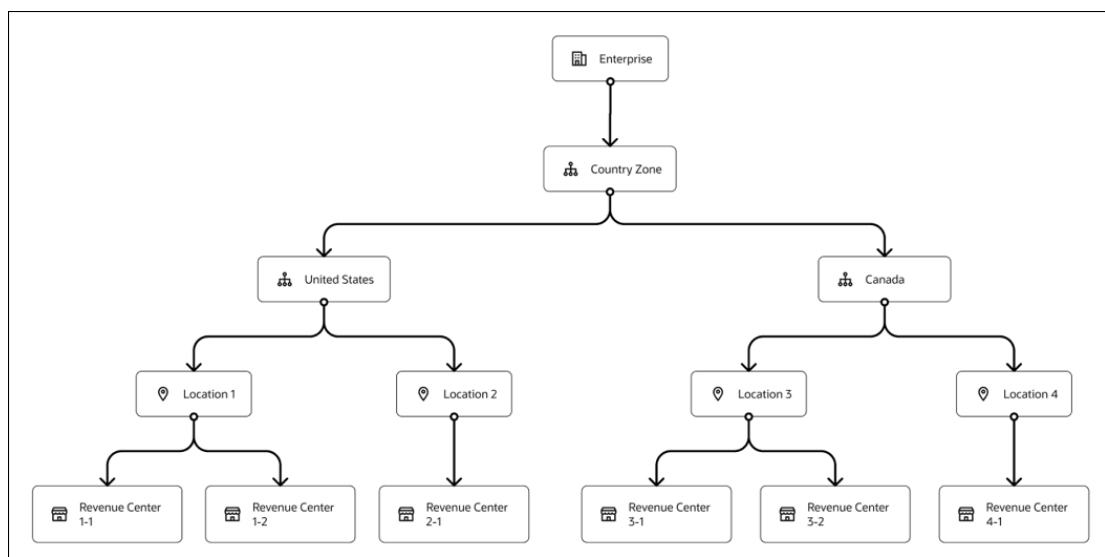 Enterprise
Country Zone
United States
Canada
Location 1
Location 2
Location 3
Location 4
Revenue Center
1-1
Revenue Center
1-2
Revenue Center
2-1
Revenue Center
3-1
Revenue Center
3-2
Revenue Center
4-1